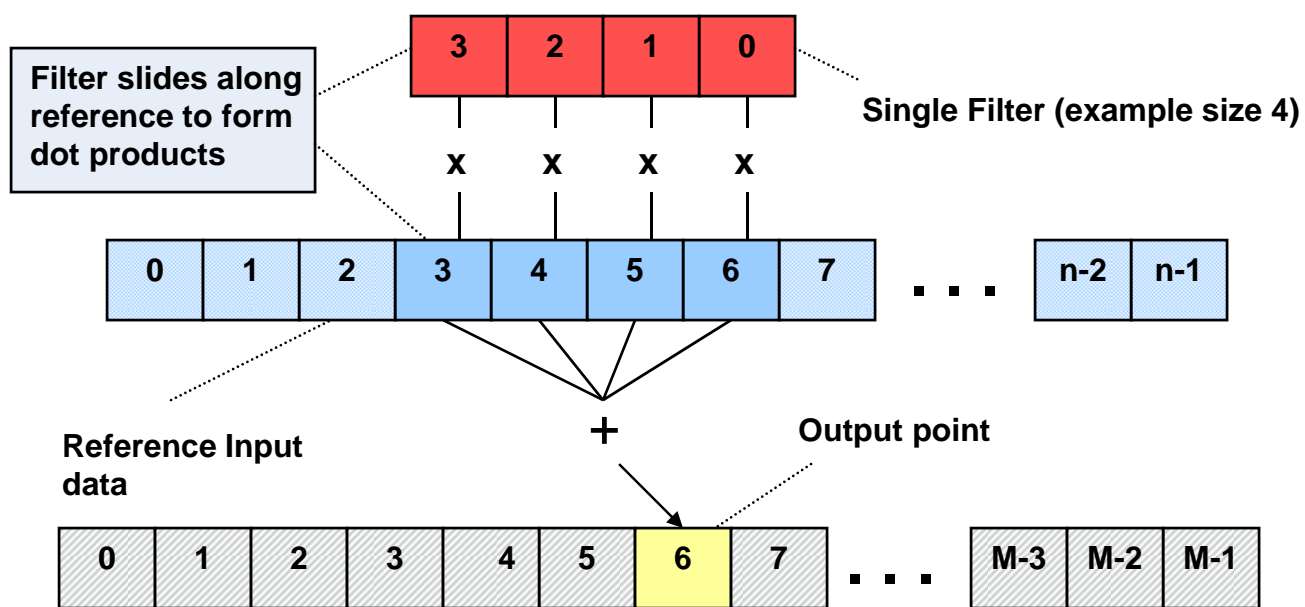 3 2 1 0
Filter slides along
reference to form
dot products
Single Filter (example size 4)
x x x x
0 1 2 3 4 5 6 7 . . . n-2 n-1
+
Reference Input
data
Output point
0 1 2 3 4 5 6 7 . . . M-3 M-2 M-1